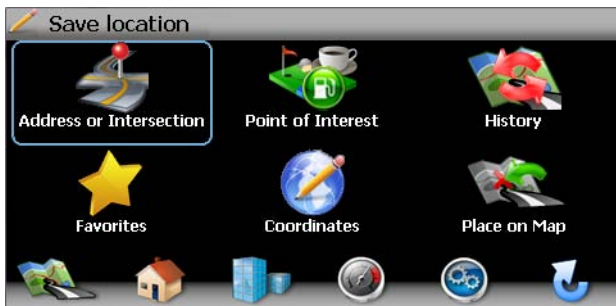 Save location
Address or Intersection
Point of Interest
History
Favorites
Coordinates
Place on Map